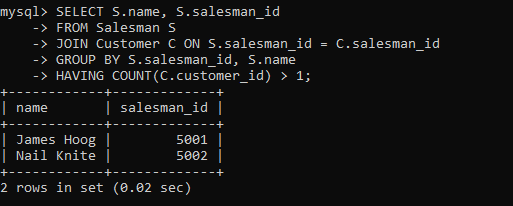 mysql> SELECT S.name, S.salesman_id
    -> FROM Salesman S
    -> JOIN Customer C ON S.salesman_id = C.salesman_id
    -> GROUP BY S.salesman_id, S.name
    -> HAVING COUNT(C.customer_id) > 1;
+------------+-------------+
| name       | salesman_id |
+------------+-------------+
| James Hoog |        5001 |
| Nail Knite |        5002 |
+------------+-------------+
2 rows in set (0.02 sec)